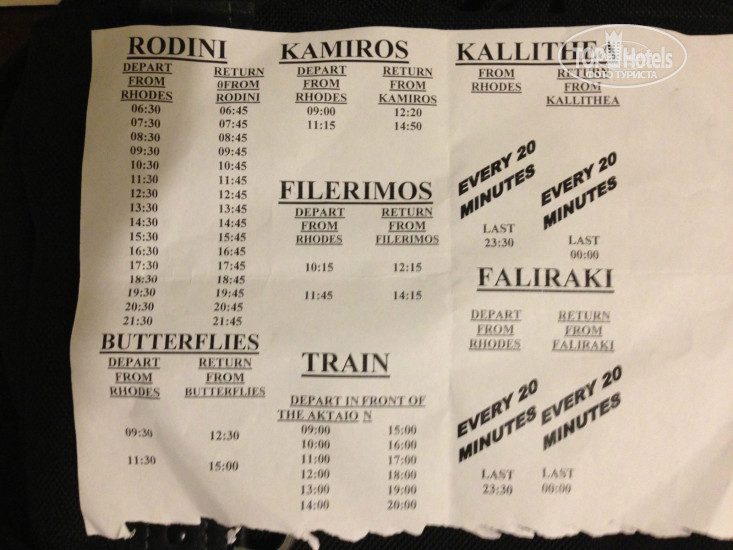 RODINI
DEPART RETURN
FROM 0FROM
RHODES RODINI
06:30 06:45
07:30 07:45
08:30 08:45
09:30 09:45
10:30 10:45
11:30 11:45
12:30 12:45
13:30 13:45
14:30 14:45
15:30 15:45
16:30 16:45
17:30 17:45
18:30 18:45
19:30 19:45
20:30 20:45
21:30 21:45
BUTTERFLIES
DEPART RETURN
FROM FROM
RHODES BUTTERFLIES
09:30 12:30
11:30 15:00
KAMIROS
DEPART RETURN
FROM FROM
RHODES KAMIROS
09:00 12:20
11:15 14:50
FILERIMOS
DEPART RETURN
FROM FROM
RHODES FILERIMOS
10:15 12:15
11:45 14:15
TRAIN
DEPART IN FRONT OF
THE AKTAIO N
09:00 15:00
10:00 16:00
11:00 17:00
12:00 18:00
13:00 19:00
14:00 20:00
KALLITHEA
FROM RETURN
RHODES FROM
KALLITHEA
EVERY 20
MINUTES
EVERY 20
MINUTES
LAST LAST
23:30 00:00
FALIRAKI
DEPART RETURN
FROM FROM
RHODES FALIRAKI
EVERY 20
MINUTES
EVERY 20
MINUTES
LAST LAST
23:30 00:00
TOP Hotels
ФОТО ТУРИСТА